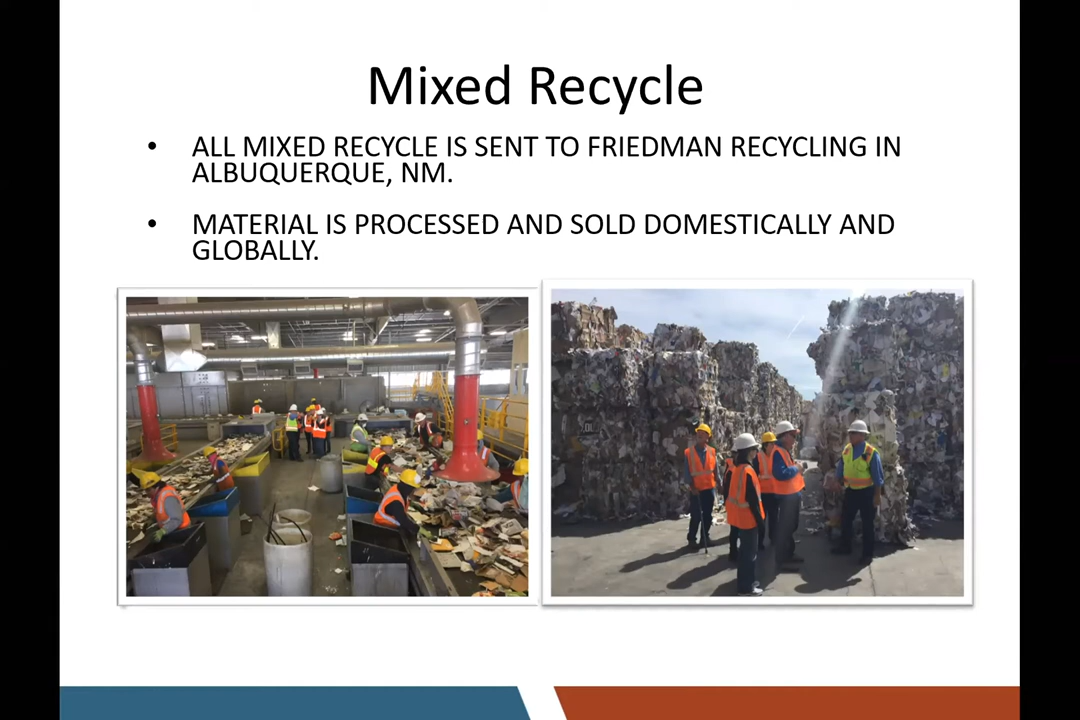 Mixed Recycle
• ALL MIXED RECYCLE IS SENT TO FRIEDMAN RECYCLING IN
ALBUQUERQUE, NM.
• MATERIAL IS PROCESSED AND SOLD DOMESTICALLY AND
GLOBALLY.